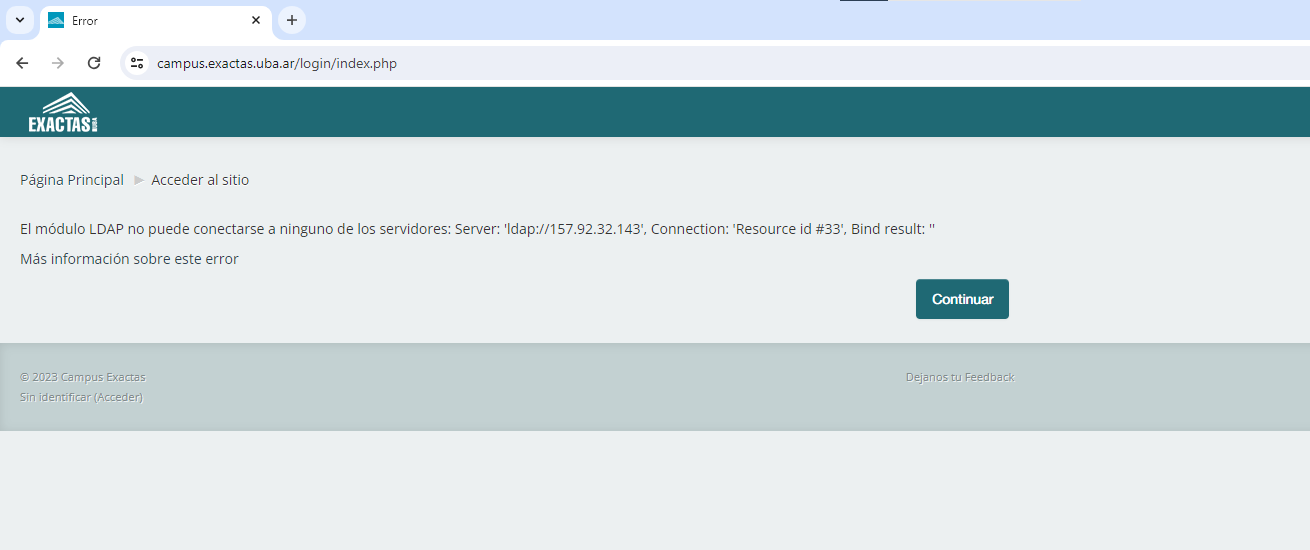 Error
campus.exactas.uba.ar/login/index.php
EXACTAS UBA
Página Principal ► Acceder al sitio
El módulo LDAP no puede conectarse a ninguno de los servidores: Server: 'ldap://157.92.32.143', Connection: 'Resource id #33', Bind result: ''
Más información sobre este error
Continuar
© 2023 Campus Exactas
Dejanos tu Feedback
Sin identificar (Acceder)